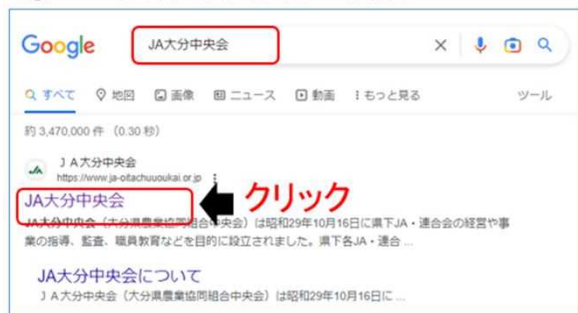 Google
JA大分中央会
すべて 地図 画像 ニュース 動画 もっと見る ツール
約 3,470,000 件 (0.30 秒)
JA
ＪＡ大分中央会
https://www.ja-oitachuuoukai.or.jp
JA大分中央会
クリック
JA大分中央会（大分県農業協同組合中央会）は昭和29年10月16日に県下JA・連合会の経営や事
業の指導、監査、職員教育などを目的に設立されました。県下各JA・連合 ...
JA大分中央会について
ＪＡ大分中央会（大分県農業協同組合中央会）は昭和29年10月16日に ...